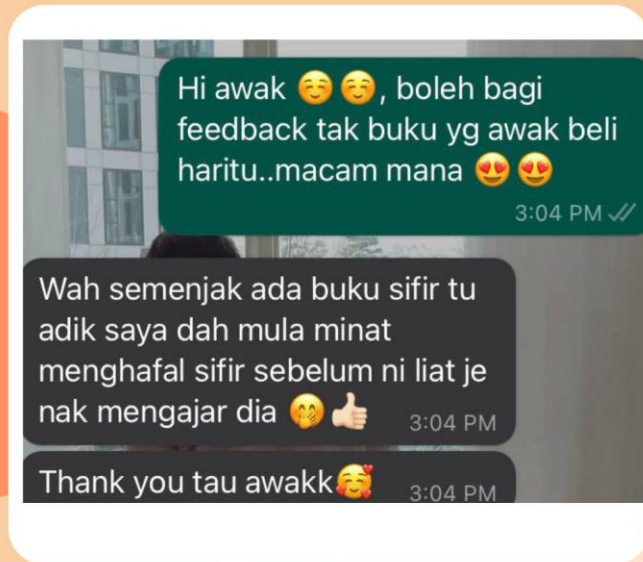 Hi awak ☺️ ☺️, boleh bagi
feedback tak buku yg awak beli
haritu..macam mana 😍 😍
3:04 PM
Wah semenjak ada buku sifir tu
adik saya dah mula minat
menghafal sifir sebelum ni liat je
nak mengajar dia 🤭👍🏻
3:04 PM
Thank you tau awakk🥰
3:04 PM